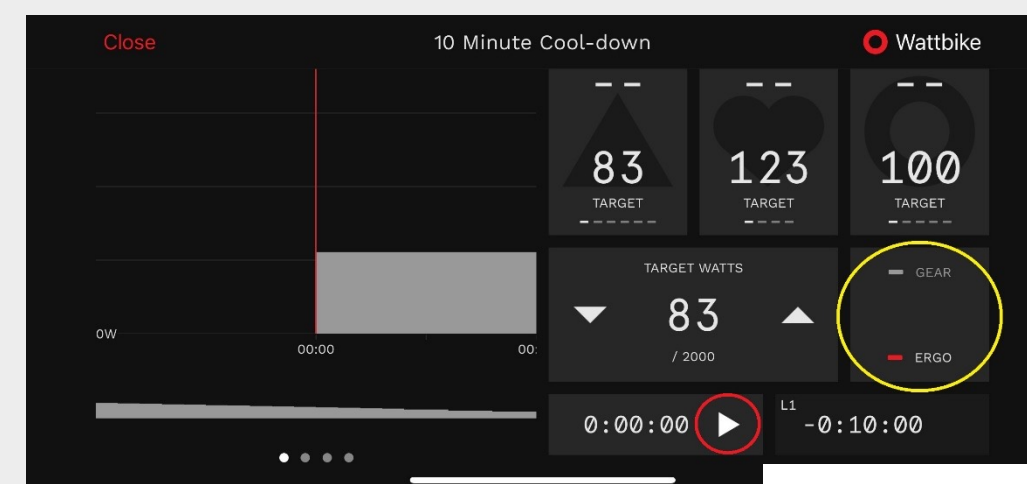 Close
10 Minute Cool-down
Wattbike
-- -- --
83 123 100
TARGET TARGET TARGET
TARGET WATTS
83
/ 2000
GEAR
ERGO
0W
00:00 00:
0:00:00
L1
-0:10:00